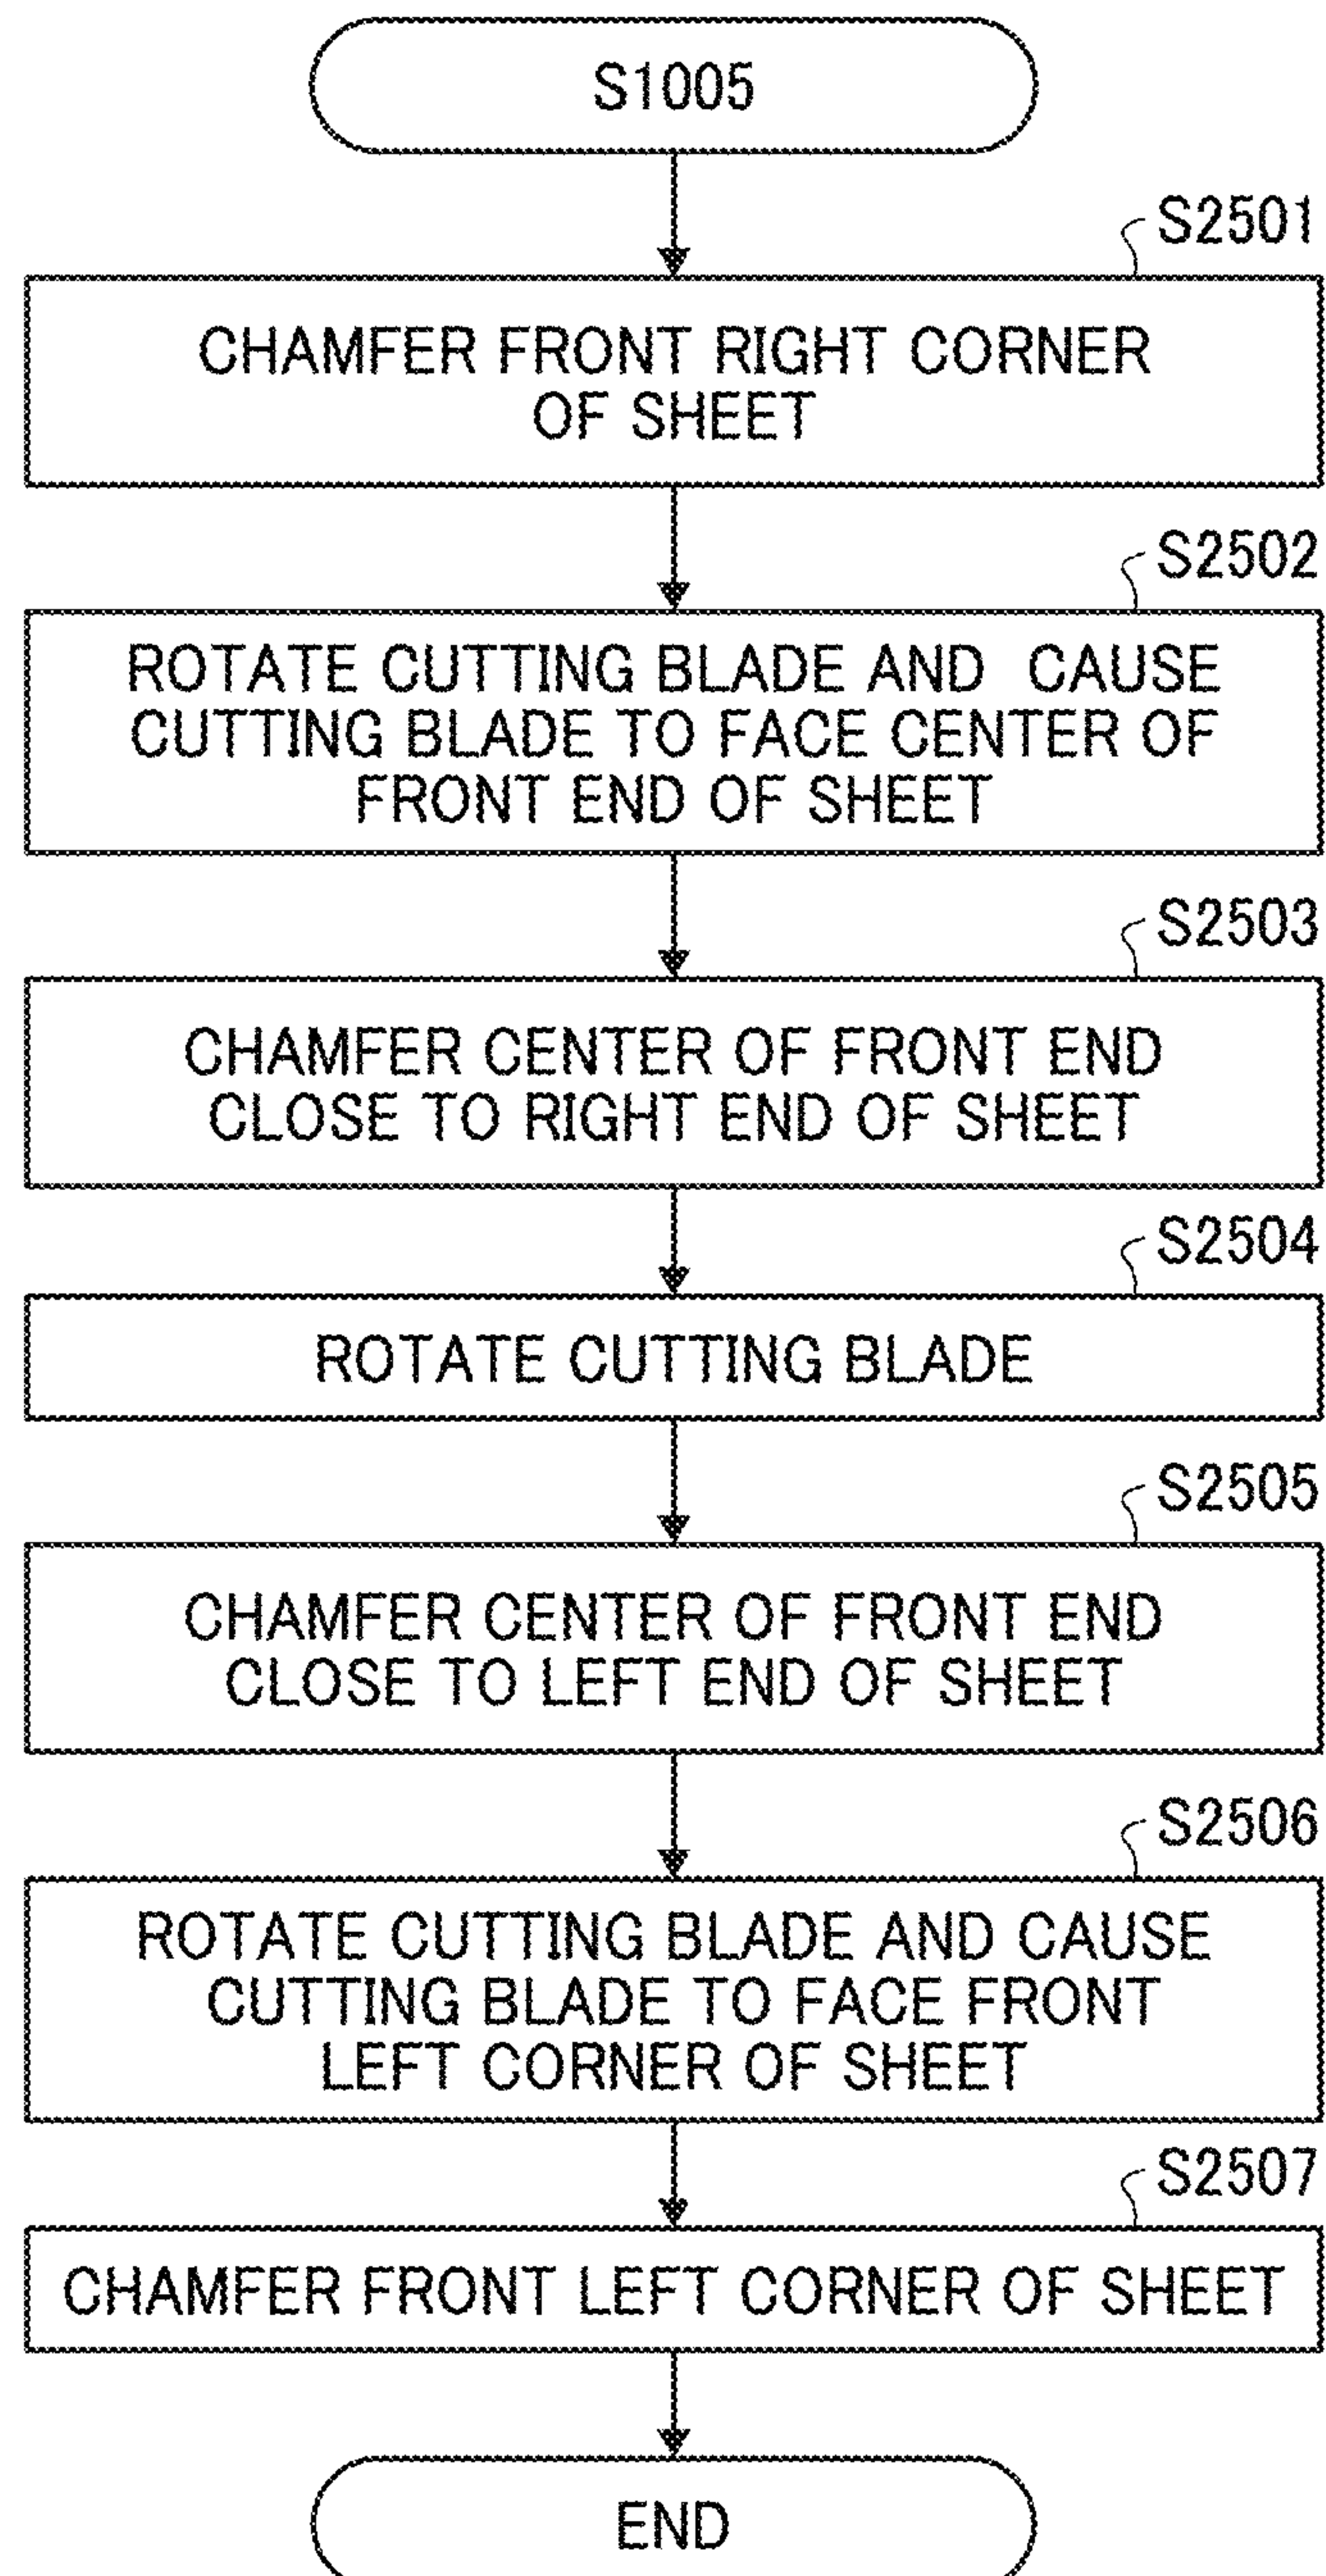 S1005
S2501
CHAMFER FRONT RIGHT CORNER
OF SHEET
S2502
ROTATE CUTTING BLADE AND CAUSE
CUTTING BLADE TO FACE CENTER OF
FRONT END OF SHEET
S2503
CHAMFER CENTER OF FRONT END
CLOSE TO RIGHT END OF SHEET
S2504
ROTATE CUTTING BLADE
S2505
CHAMFER CENTER OF FRONT END
CLOSE TO LEFT END OF SHEET
S2506
ROTATE CUTTING BLADE AND CAUSE
CUTTING BLADE TO FACE FRONT
LEFT CORNER OF SHEET
S2507
CHAMFER FRONT LEFT CORNER OF SHEET
END